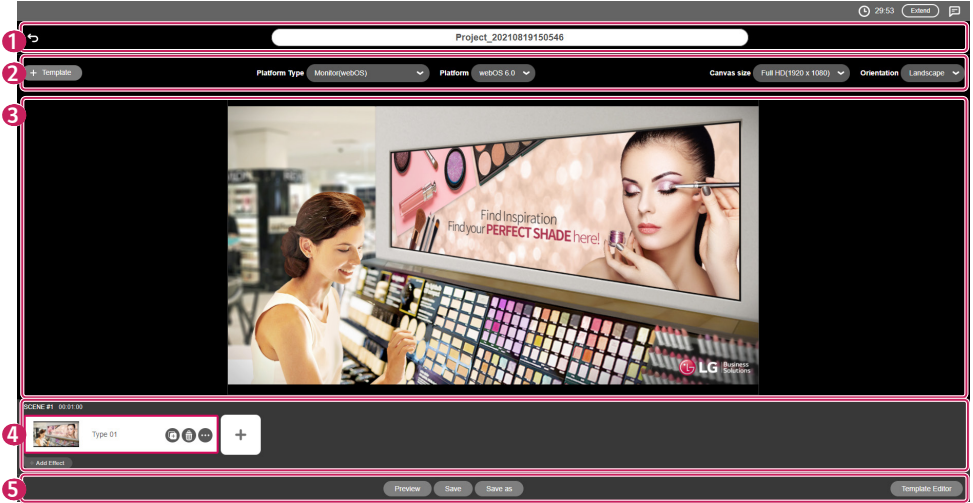 29:53 Extend
1
Project_20210819150546
2
+ Template Platform Type Monitor(webOS) Platform webOS 6.0 Canvas size Full HD(1920 x 1080) Orientation Landscape
3
Find Inspiration
Find your PERFECT SHADE here!
LG Business
Solutions
SCENE #1 00:01:00
4
Type 01
+
+ Add Effect
5
Preview Save Save as Template Editor